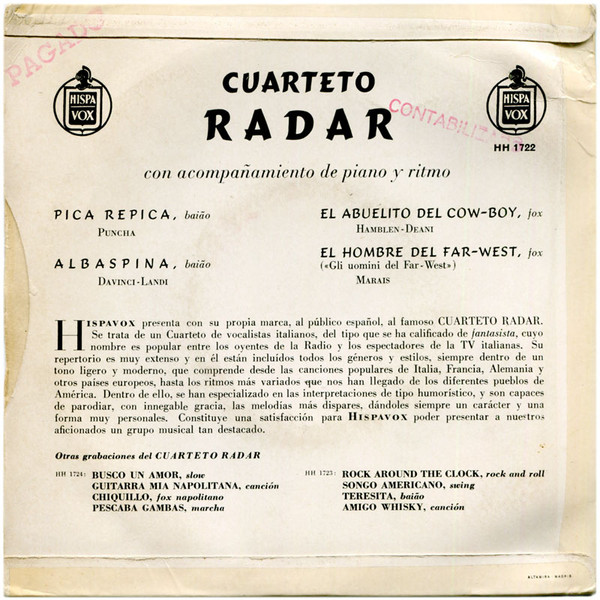 PAGADO
HISPA
VOX
CUARTETO
RADAR
CONTABILIZ
HISPA
VOX
HH 1722
con acompañamiento de piano y ritmo
PICA REPICA, baião
PUNCHA
ALBASPINA, baião
DAVINCI-LANDI
EL ABUELITO DEL COW-BOY, fox
HAMBLEN-DEANI
EL HOMBRE DEL FAR-WEST, fox
(«Gli uomini del Far-West»)
MARAIS
HISPAVOX presenta con su propia marca, al público español, al famoso CUARTETO RADAR.
Se trata de un Cuarteto de vocalistas italianos, del tipo que se ha calificado de fantasista, cuyo
nombre es popular entre los oyentes de la Radio y los espectadores de la TV italianas. Su
repertorio es muy extenso y en él están incluídos todos los géneros y estilos, siempre dentro de un
tono ligero y moderno, que comprende desde las canciones populares de Italia, Francia, Alemania y
otros países europeos, hasta los ritmos más variados que nos han llegado de los diferentes pueblos de
América. Dentro de ello, se han especializado en las interpretaciones de tipo humorístico, y son capaces
de parodiar, con innegable gracia, las melodías más dispares, dándoles siempre un carácter y una
forma muy personales. Constituye una satisfacción para HISPAVOX poder presentar a nuestros
aficionados un grupo musical tan destacado.
Otras grabaciones del CUARTETO RADAR
HH 1724: BUSCO UN AMOR, slow
GUITARRA MIA NAPOLITANA, canción
CHIQUILLO, fox napolitano
PESCABA GAMBAS, marcha
HH 1723: ROCK AROUND THE CLOCK, rock and roll
SONGO AMERICANO, swing
TERESITA, baião
AMIGO WHISKY, canción
ALTAMIRA - MADRID